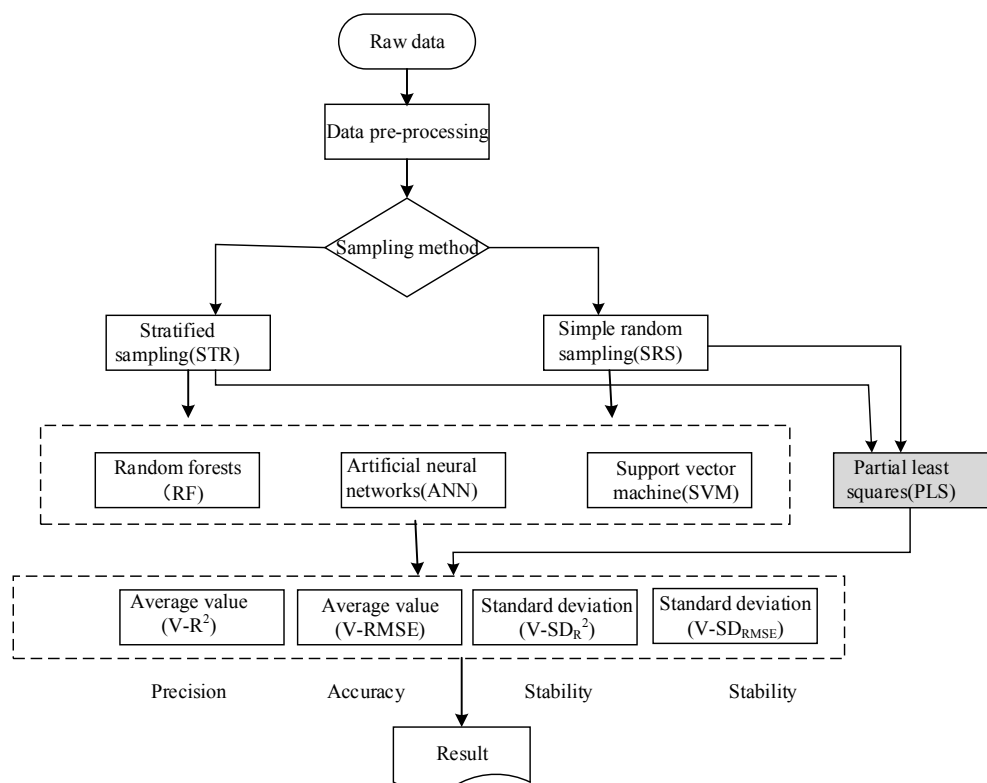 Raw data
Data pre-processing
Sampling method
Stratified
sampling(STR)
Simple random
sampling(SRS)
Random forests
（RF)
Artificial neural
networks(ANN)
Support vector
machine(SVM)
Partial least
squares(PLS)
Average value
(V-R²)
Average value
(V-RMSE)
Standard deviation
(V-SD_R²)
Standard deviation
(V-SD_RMSE)
Precision
Accuracy
Stability
Stability
Result